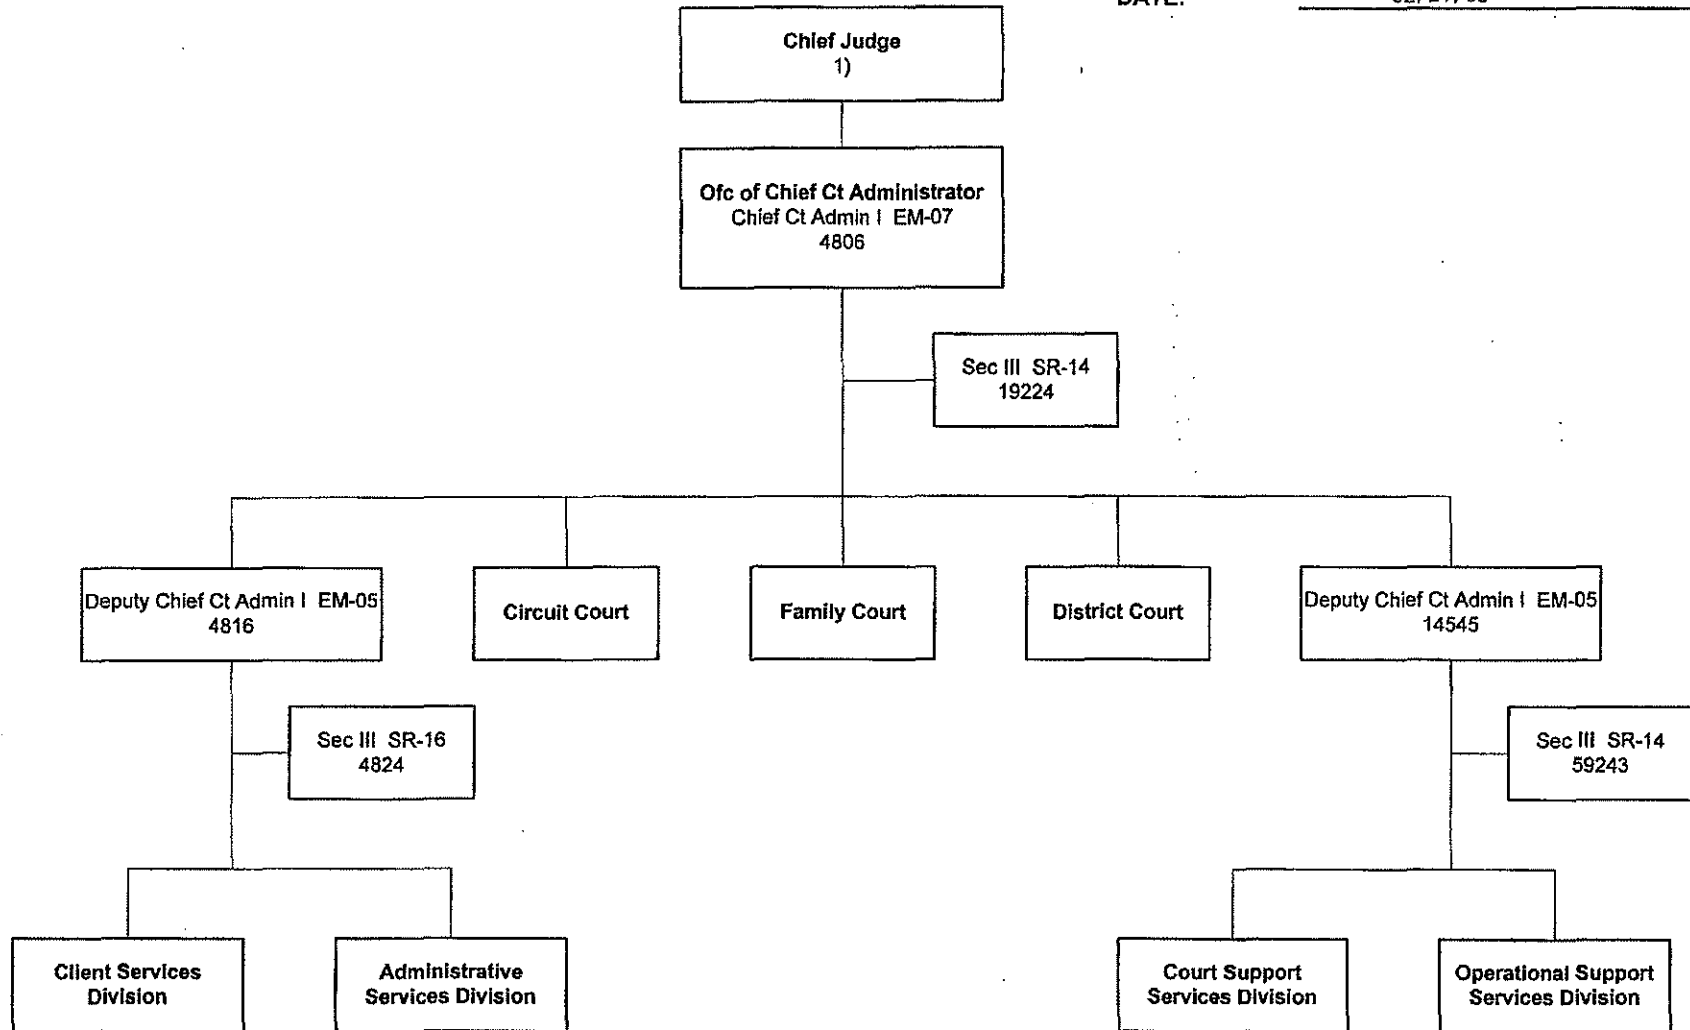 DATE:
Chief Judge
1)
Ofc of Chief Ct Administrator
Chief Ct Admin I EM-07
4806
Sec III SR-14
19224
Deputy Chief Ct Admin I EM-05
4816
Circuit Court
Family Court
District Court
Deputy Chief Ct Admin I EM-05
14545
Sec III SR-16
4824
Sec III SR-14
59243
Client Services
Division
Administrative
Services Division
Court Support
Services Division
Operational Support
Services Division